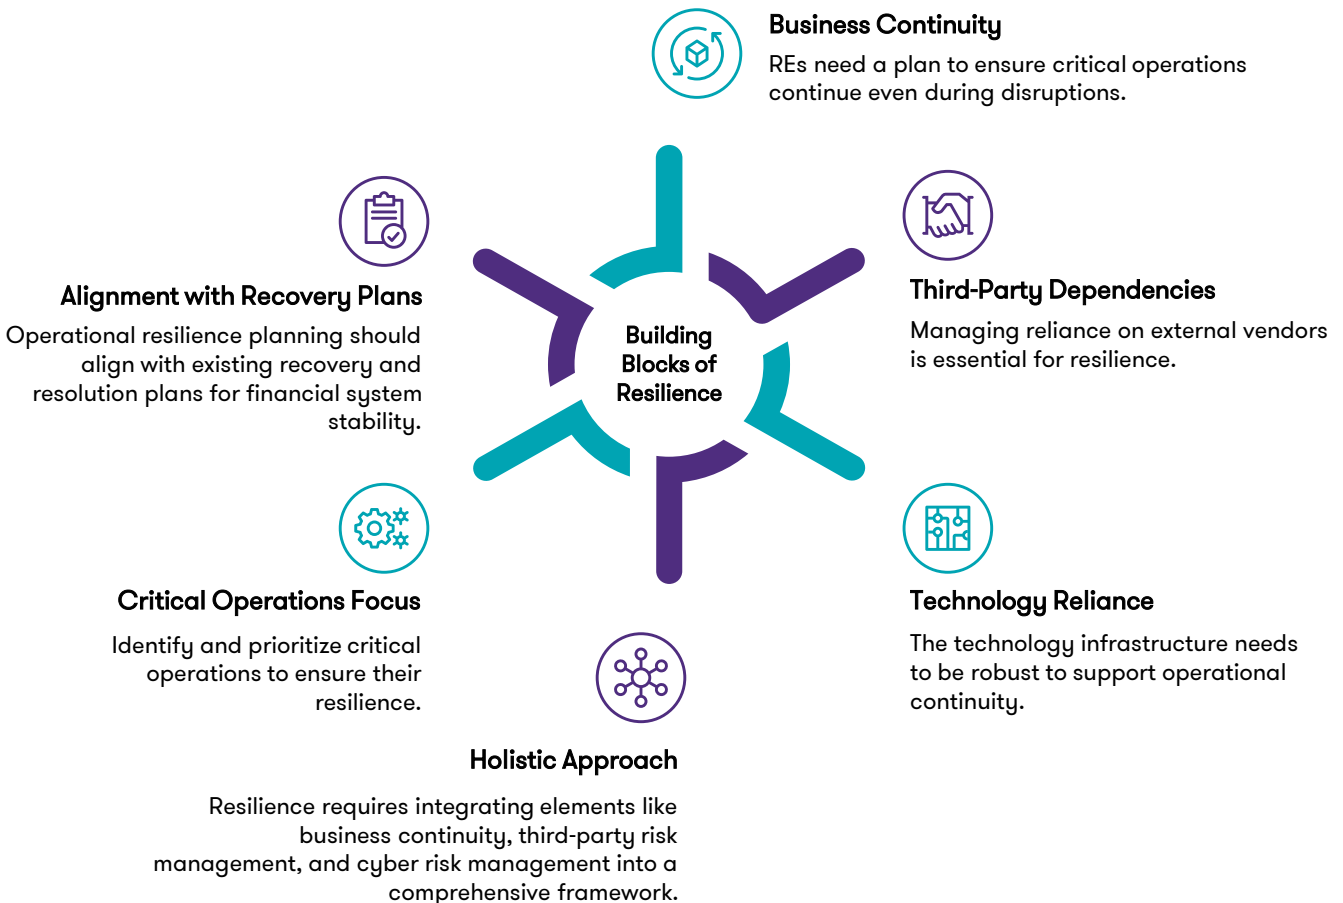 Business Continuity
REs need a plan to ensure critical operations
continue even during disruptions.
Third-Party Dependencies
Managing reliance on external vendors
is essential for resilience.
Alignment with Recovery Plans
Operational resilience planning should
align with existing recovery and
resolution plans for financial system
stability.
Building
Blocks of
Resilience
Critical Operations Focus
Identify and prioritize critical
operations to ensure their
resilience.
Technology Reliance
The technology infrastructure needs
to be robust to support operational
continuity.
Holistic Approach
Resilience requires integrating elements like
business continuity, third-party risk
management, and cyber risk management into a
comprehensive framework.